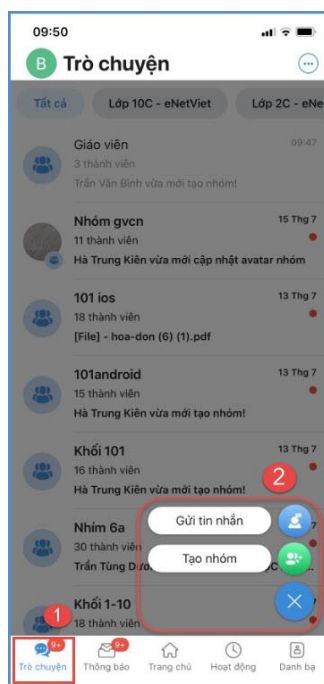 09:50
B Trò chuyện
Tất cả Lớp 10C - eNetViet Lớp 2C - eNe
Giáo viên 09:47
3 thành viên
Trần Văn Bình vừa mới tạo nhóm!
Nhóm gvcn 15 Thg 7
11 thành viên
Hà Trung Kiên vừa mới cập nhật avatar nhóm
101 ios 13 Thg 7
18 thành viên
[File] - hoa-don (6) (1).pdf
101android 13 Thg 7
15 thành viên
Hà Trung Kiên vừa mới tạo nhóm!
Khối 101 13 Thg 7
16 thành viên
Hà Trung Kiên vừa mới tạo nhóm!
2
Gửi tin nhắn
Nhím 6a 7
30 thành viên
Tạo nhóm
Trần Tùng
1
Khối 1-10 7
18 thành viên
9+ 9+
Trò chuyện Thông báo Trang chủ Hoạt động Danh bạ